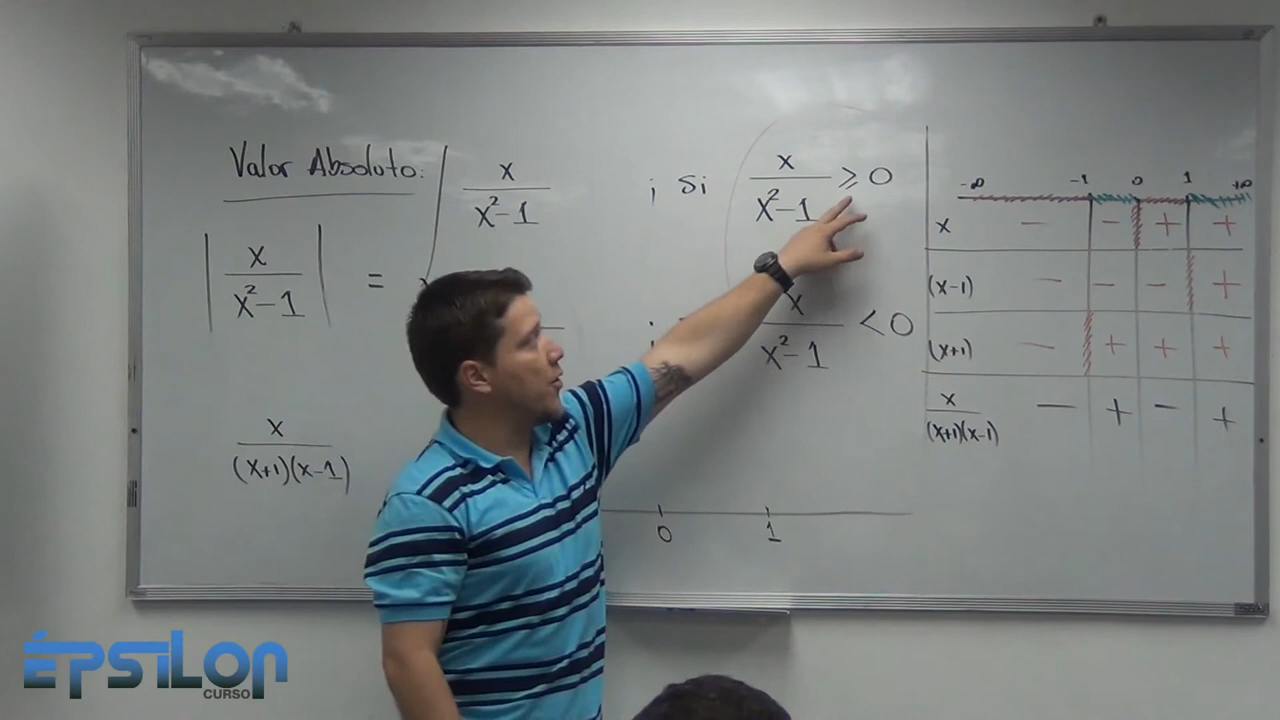 Valor Absoluto:
| x / x²-1 | =
x / x²-1 ; si x / x²-1 ≥ 0
x / x²-1 < 0
x / (x+1)(x-1)
0 1
-∞ -1 0 1 +∞
x - - + +
(x-1) - - - +
(x+1) - + + +
x / (x+1)(x-1) - + - +
ÉPSILON
CURSO